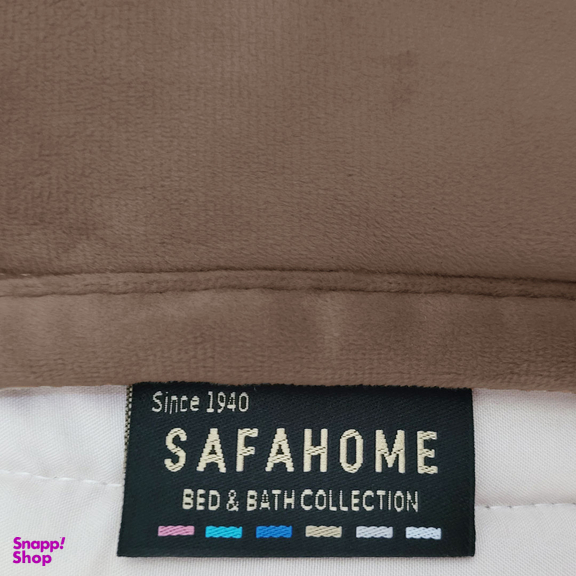 Since 1940
SAFAHOME
BED & BATH COLLECTION
Snapp!
Shop